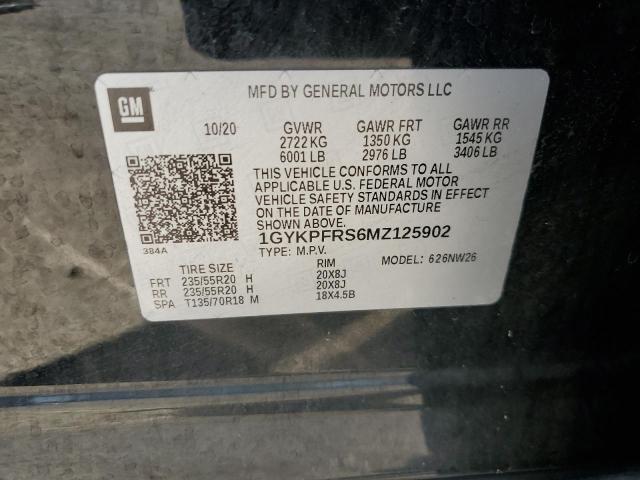 GM
MFD BY GENERAL MOTORS LLC
10/20 GVWR GAWR FRT GAWR RR
2722 KG 1350 KG 1545 KG
6001 LB 2976 LB 3406 LB
THIS VEHICLE CONFORMS TO ALL
APPLICABLE U.S. FEDERAL MOTOR
VEHICLE SAFETY STANDARDS IN EFFECT
ON THE DATE OF MANUFACTURE
SHOWN ABOVE.
1GYKPFRS6MZ125902
384A
TYPE: M.P.V. MODEL: 626NW26
TIRE SIZE RIM
FRT 235/55R20 H 20X8J
RR 235/55R20 H 20X8J
SPA T135/70R18 M 18X4.5B